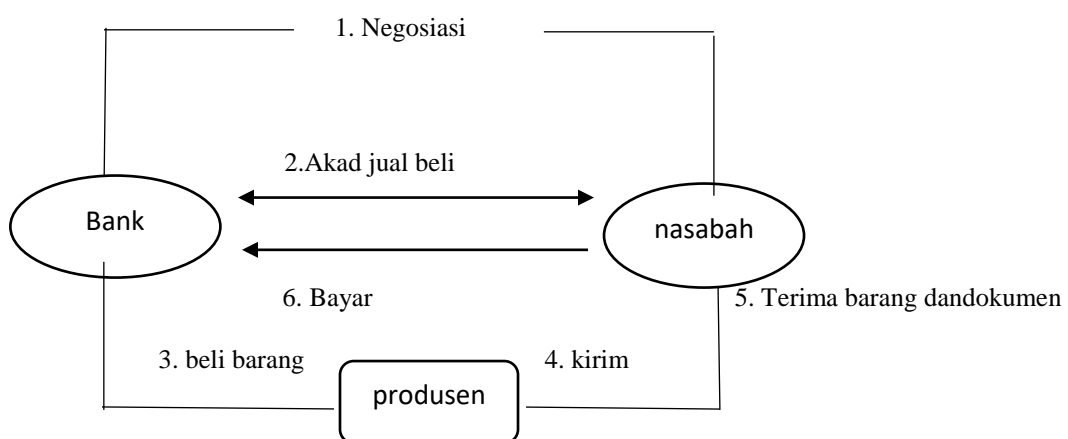 1. Negosiasi
2.Akad jual beli
Bank
nasabah
6. Bayar
5. Terima barang dandokumen
3. beli barang
4. kirim
produsen